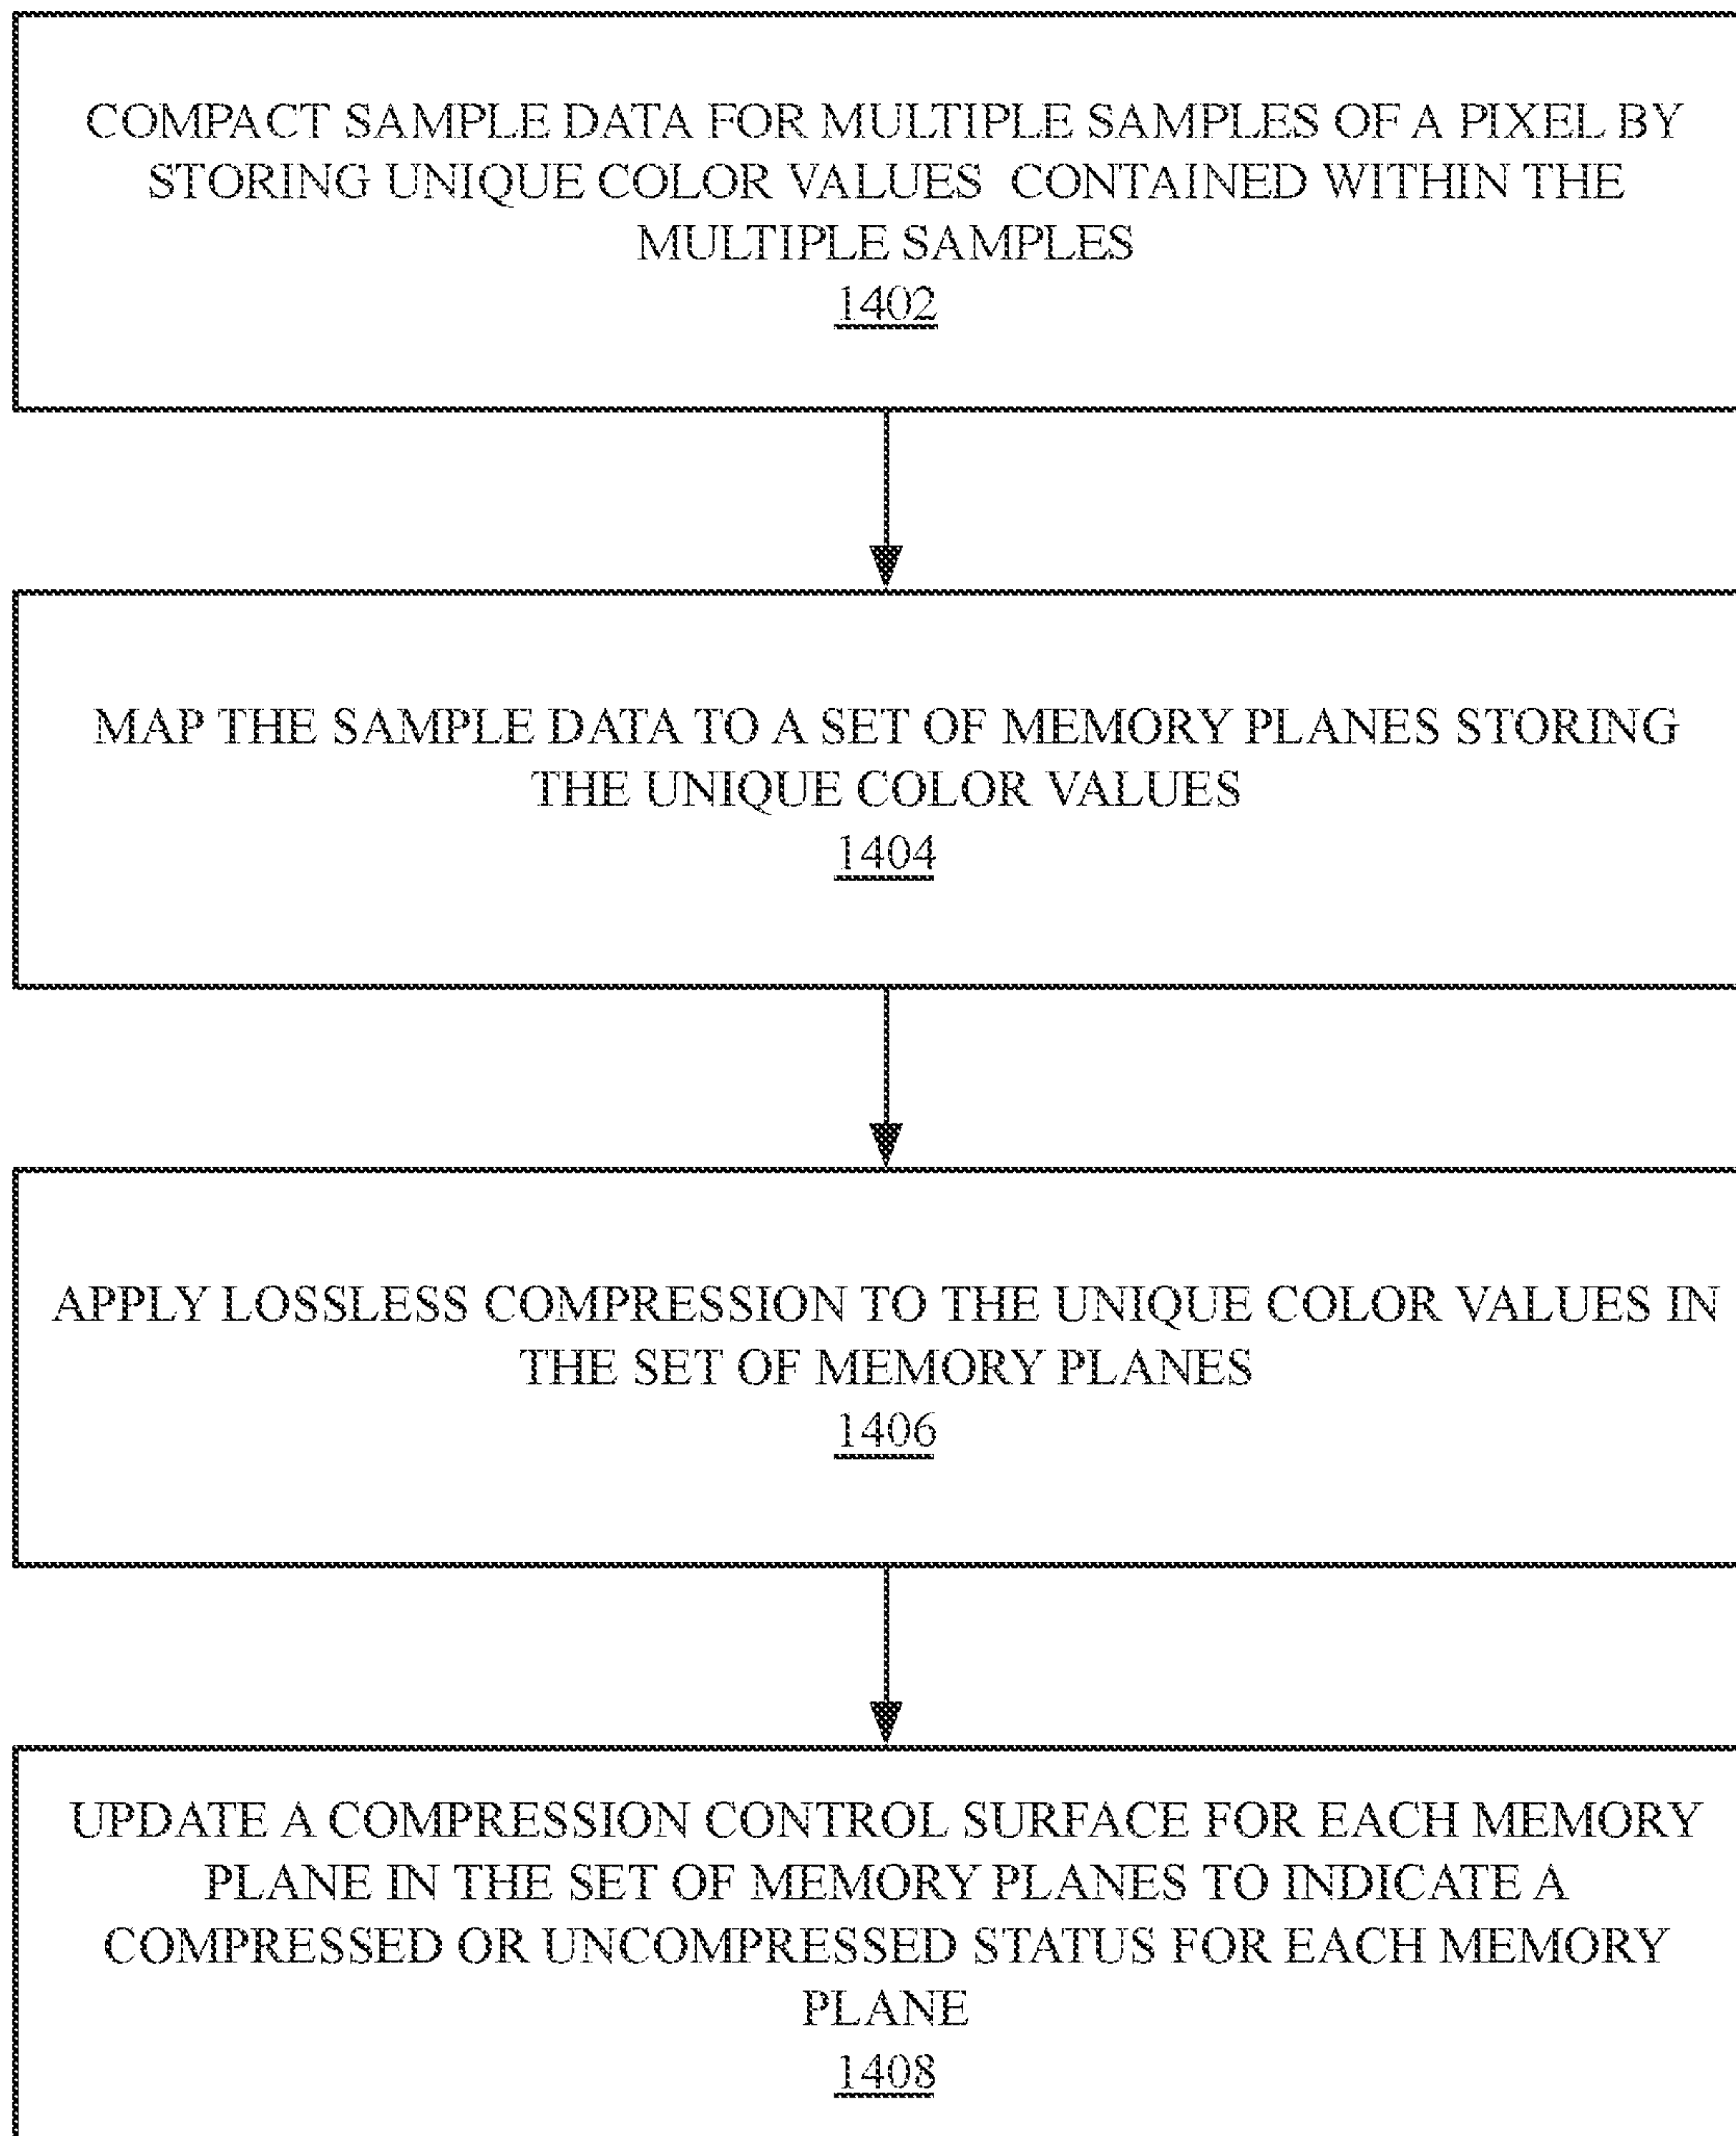 COMPACT SAMPLE DATA FOR MULTIPLE SAMPLES OF A PIXEL BY
STORING UNIQUE COLOR VALUES CONTAINED WITHIN THE
MULTIPLE SAMPLES
1402
MAP THE SAMPLE DATA TO A SET OF MEMORY PLANES STORING
THE UNIQUE COLOR VALUES
1404
APPLY LOSSLESS COMPRESSION TO THE UNIQUE COLOR VALUES IN
THE SET OF MEMORY PLANES
1406
UPDATE A COMPRESSION CONTROL SURFACE FOR EACH MEMORY
PLANE IN THE SET OF MEMORY PLANES TO INDICATE A
COMPRESSED OR UNCOMPRESSED STATUS FOR EACH MEMORY
PLANE
1408